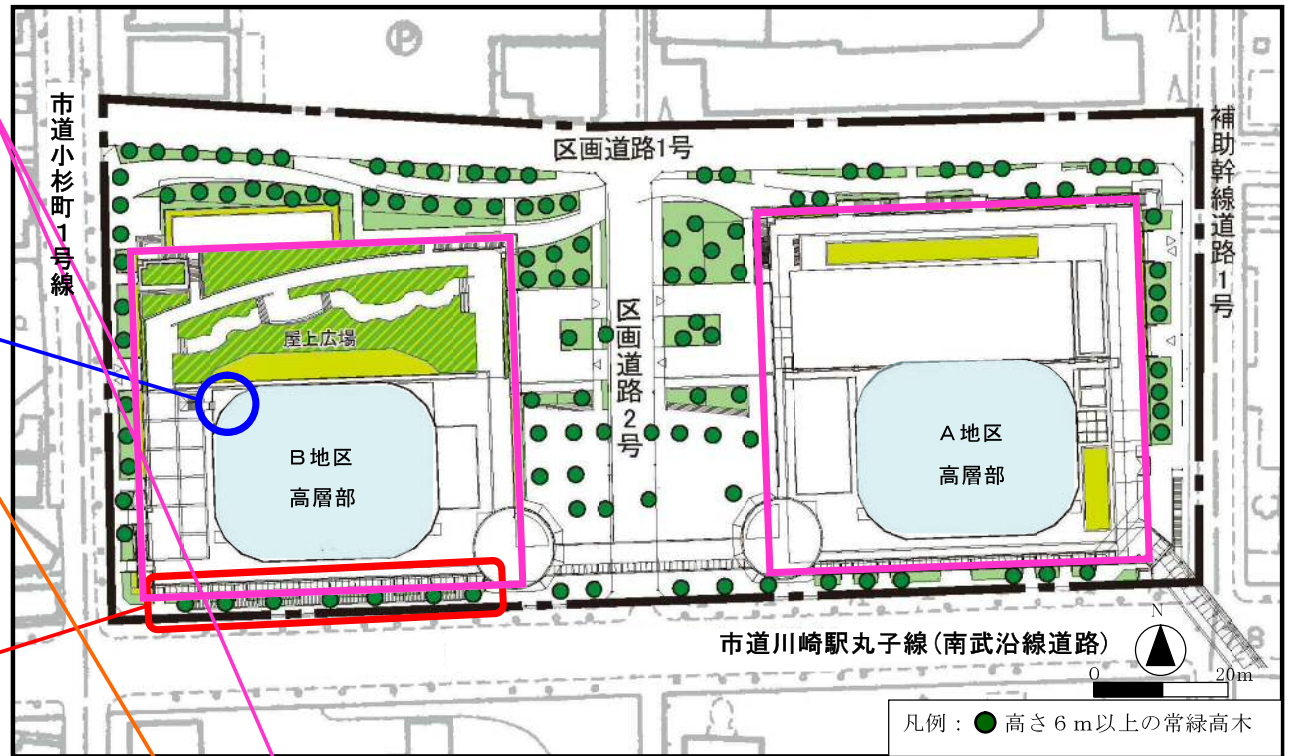 P
市道小杉町1号線
区画道路1号
補助幹線道路1号
区画道路2号
屋上広場
B地区
高層部
A地区
高層部
市道川崎駅丸子線(南武沿線道路)
N
0 20m
凡例:● 高さ6m以上の常緑高木